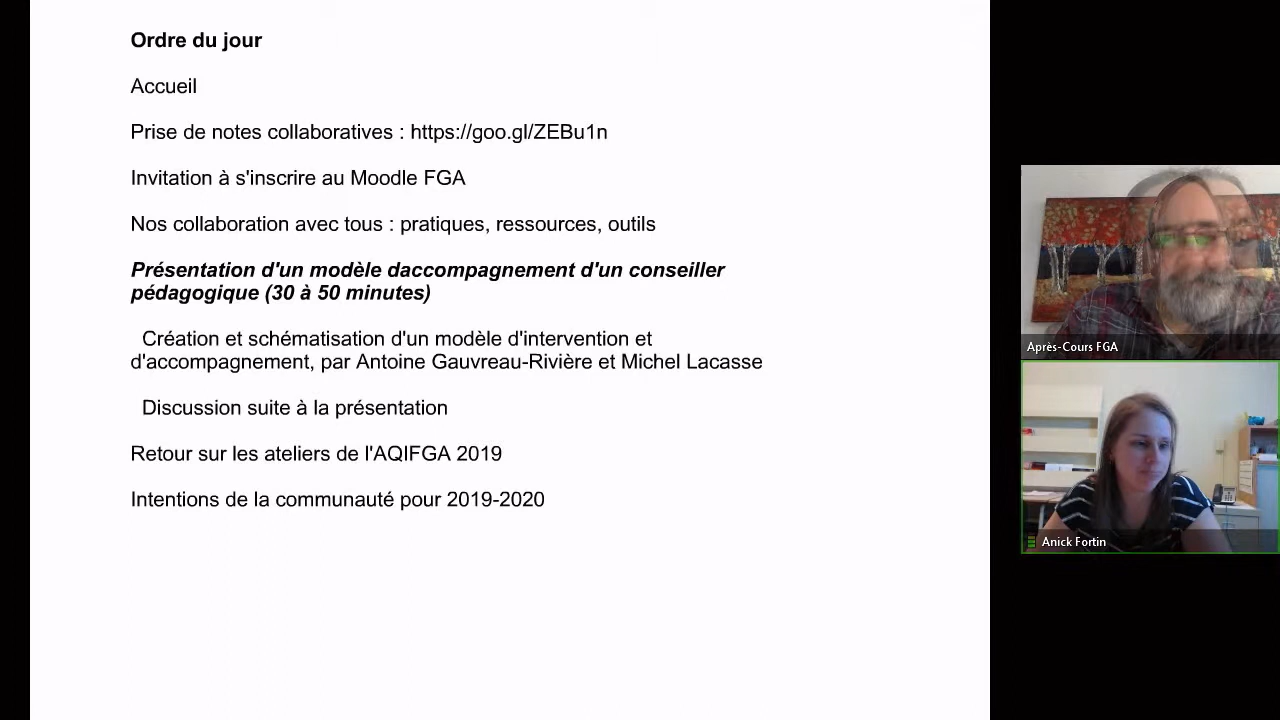 Ordre du jour
Accueil
Prise de notes collaboratives : https://goo.gl/ZEBu1n
Invitation à s'inscrire au Moodle FGA
Nos collaboration avec tous : pratiques, ressources, outils
Présentation d'un modèle daccompagnement d'un conseiller
pédagogique (30 à 50 minutes)
Création et schématisation d'un modèle d'intervention et
d'accompagnement, par Antoine Gauvreau-Rivière et Michel Lacasse
Discussion suite à la présentation
Retour sur les ateliers de l'AQIFGA 2019
Intentions de la communauté pour 2019-2020
Après-Cours FGA
Anick Fortin